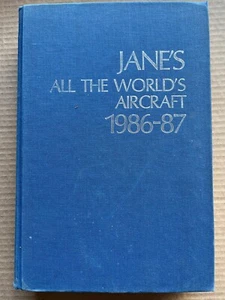 JANE'S
ALL THE WORLD'S
AIRCRAFT
1986-87